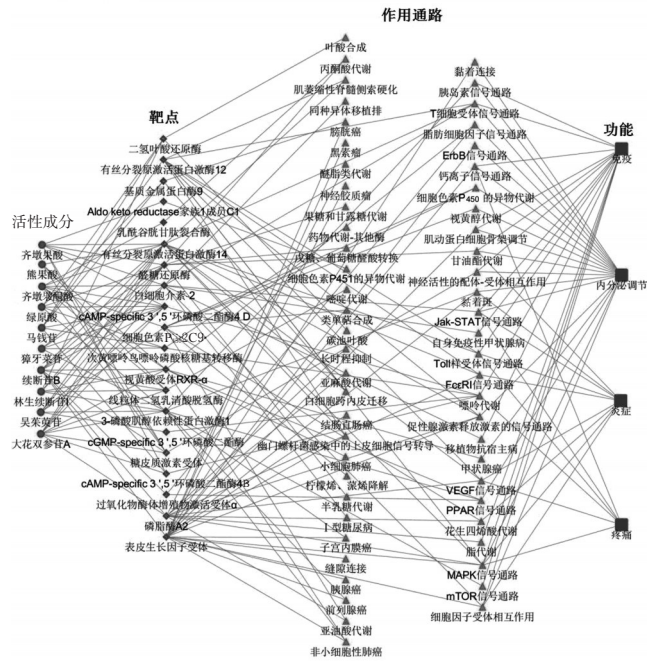 作用通路
靶点
功能
活性成分
齐墩果酸
熊果酸
绿原酸
马钱苷
獐牙菜苷
续断苷B
林生续断苷I
吴茱萸苷
大花双参苷A
二氢叶酸还原酶
有丝分裂原激活蛋白激酶12
基质金属蛋白酶9
Aldo keto reductase家族1成员C1
乳酰谷胱甘肽裂合酶
有丝分裂原激活蛋白激酶14
醛糖还原酶
白细胞介素-2
cAMP-specific 3 ',5 '环磷酸二酯酶4 D
次黄嘌呤鸟嘌呤磷酸核糖基转移酶
视黄酸受体RXR-α
线粒体二氢乳清酸脱氢酶
3-磷酸肌醇依赖性蛋白激酶1
cGMP-specific 3 ',5 '环磷酸二酯酶
糖皮质激素受体
cAMP-specific 3 ',5 '环磷酸二酯酶4B
过氧化物酶体增殖物激活受体α
磷脂酶A2
表皮生长因子受体
叶酸合成
丙酮酸代谢
肌萎缩性脊髓侧索硬化
同种异体移植排
膀胱癌
黑素瘤
醚脂类代谢
神经胶质瘤
果糖和甘露糖代谢
药物代谢-其他酶
戊糖、葡萄糖醛酸转换
细胞色素P451的异物代谢
嘧啶代谢
类单萜合成
碳池叶酸
长时程抑制
亚麻酸代谢
白细胞跨内皮迁移
结肠直肠癌
幽门螺杆菌感染中的上皮细胞信号转导
小细胞肺癌
柠檬烯、蒎烯降解
半乳糖代谢
I 型糖尿病
子宫内膜癌
缝隙连接
胰腺癌
前列腺癌
亚油酸代谢
非小细胞性肺癌
黏着连接
胰岛素信号通路
T细胞受体信号通路
脂肪细胞因子信号通路
ErbB信号通路
钙离子信号通路
细胞色素P450 的异物代谢
视黄醇代谢
肌动蛋白细胞骨架调节
甘油酯代谢
神经活性的配体-受体相互作用
黏着斑
Jak-STAT信号通路
自身免疫性甲状腺病
Toll样受体信号通路
FcεRI信号通路
嘌呤代谢
促性腺激素释放激素的信号通路
移植物抗宿主病
甲状腺癌
VEGF信号通路
PPAR信号通路
花生四烯酸代谢
脂代谢
MAPK信号通路
mTOR信号通路
细胞因子受体相互作用
免疫
内分泌调节
炎症
疼痛